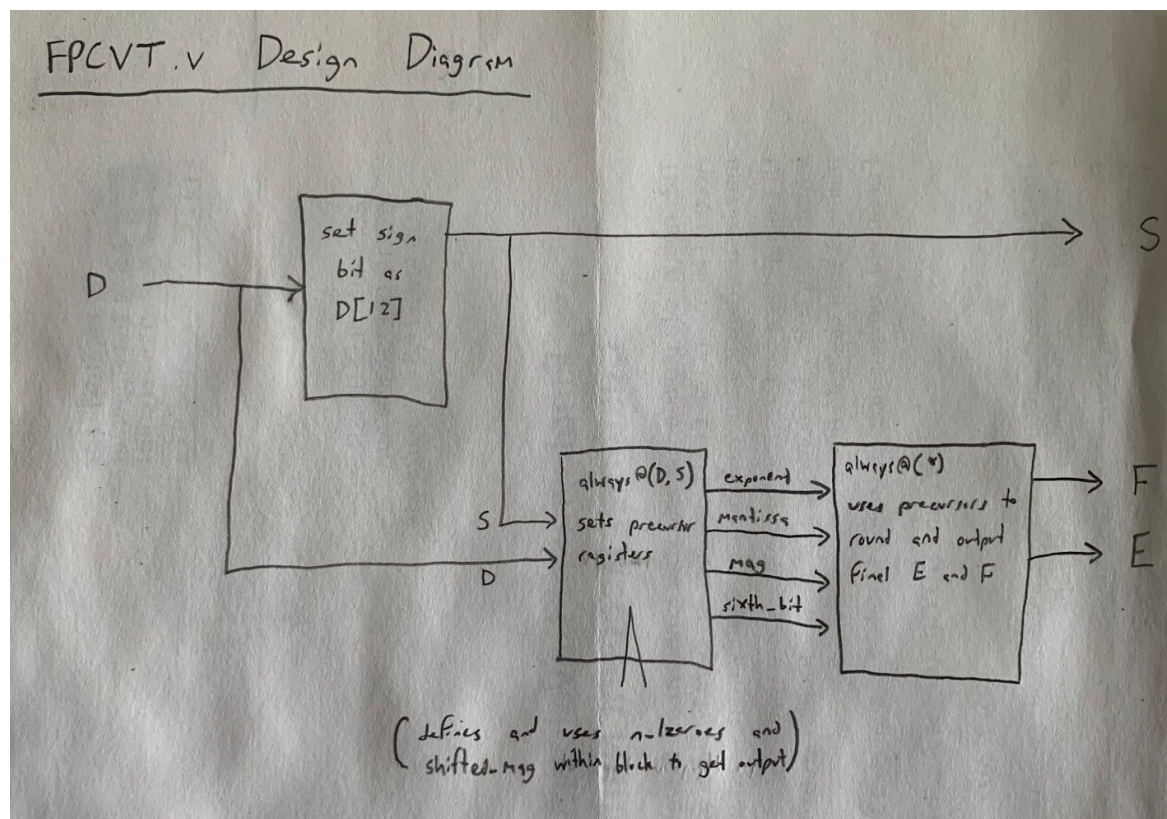 FPCVT.v Design Diagram
set sign
bit as
D[12]
S
D
always@(D,S)
sets precursor
registers
S
D
exponent
mantissa
mag
sixth_bit
always@(*)
uses precursors to
round and output
final E and F
F
E
(defines and uses n_lzeroes and
shifted_mag within block to get output)